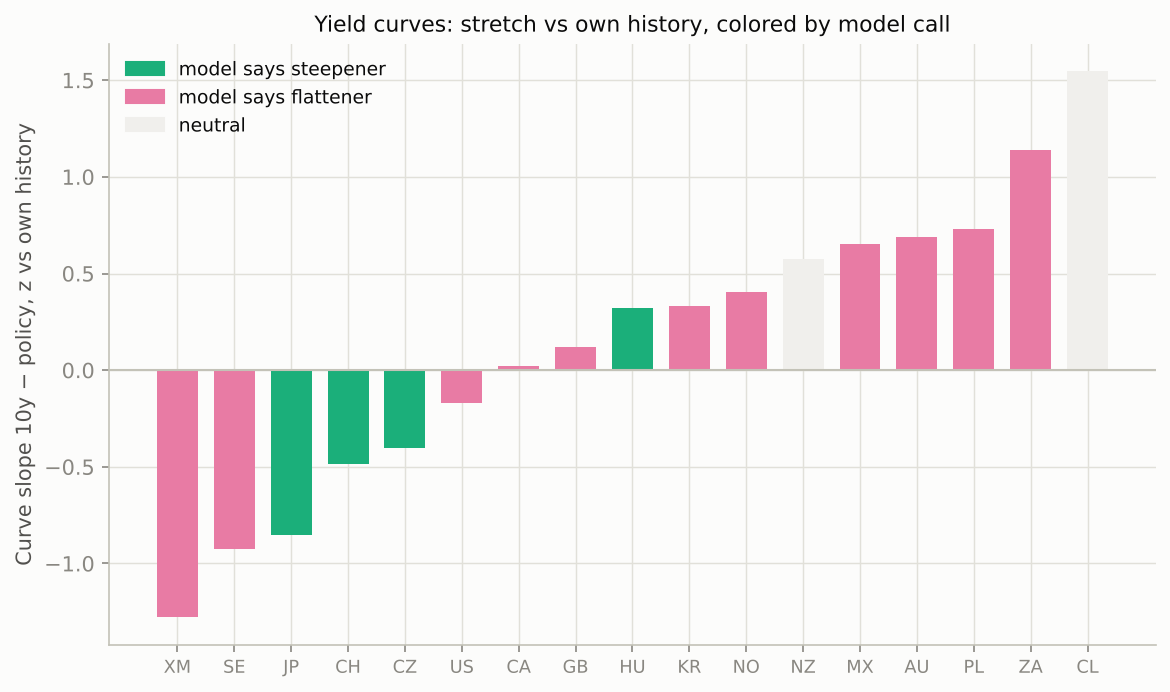 Yield curves: stretch vs own history, colored by model call
model says steepener
model says flattener
neutral
Curve slope 10y − policy, z vs own history
1.5
1.0
0.5
0.0
−0.5
−1.0
XM SE JP CH CZ US CA GB HU KR NO NZ MX AU PL ZA CL